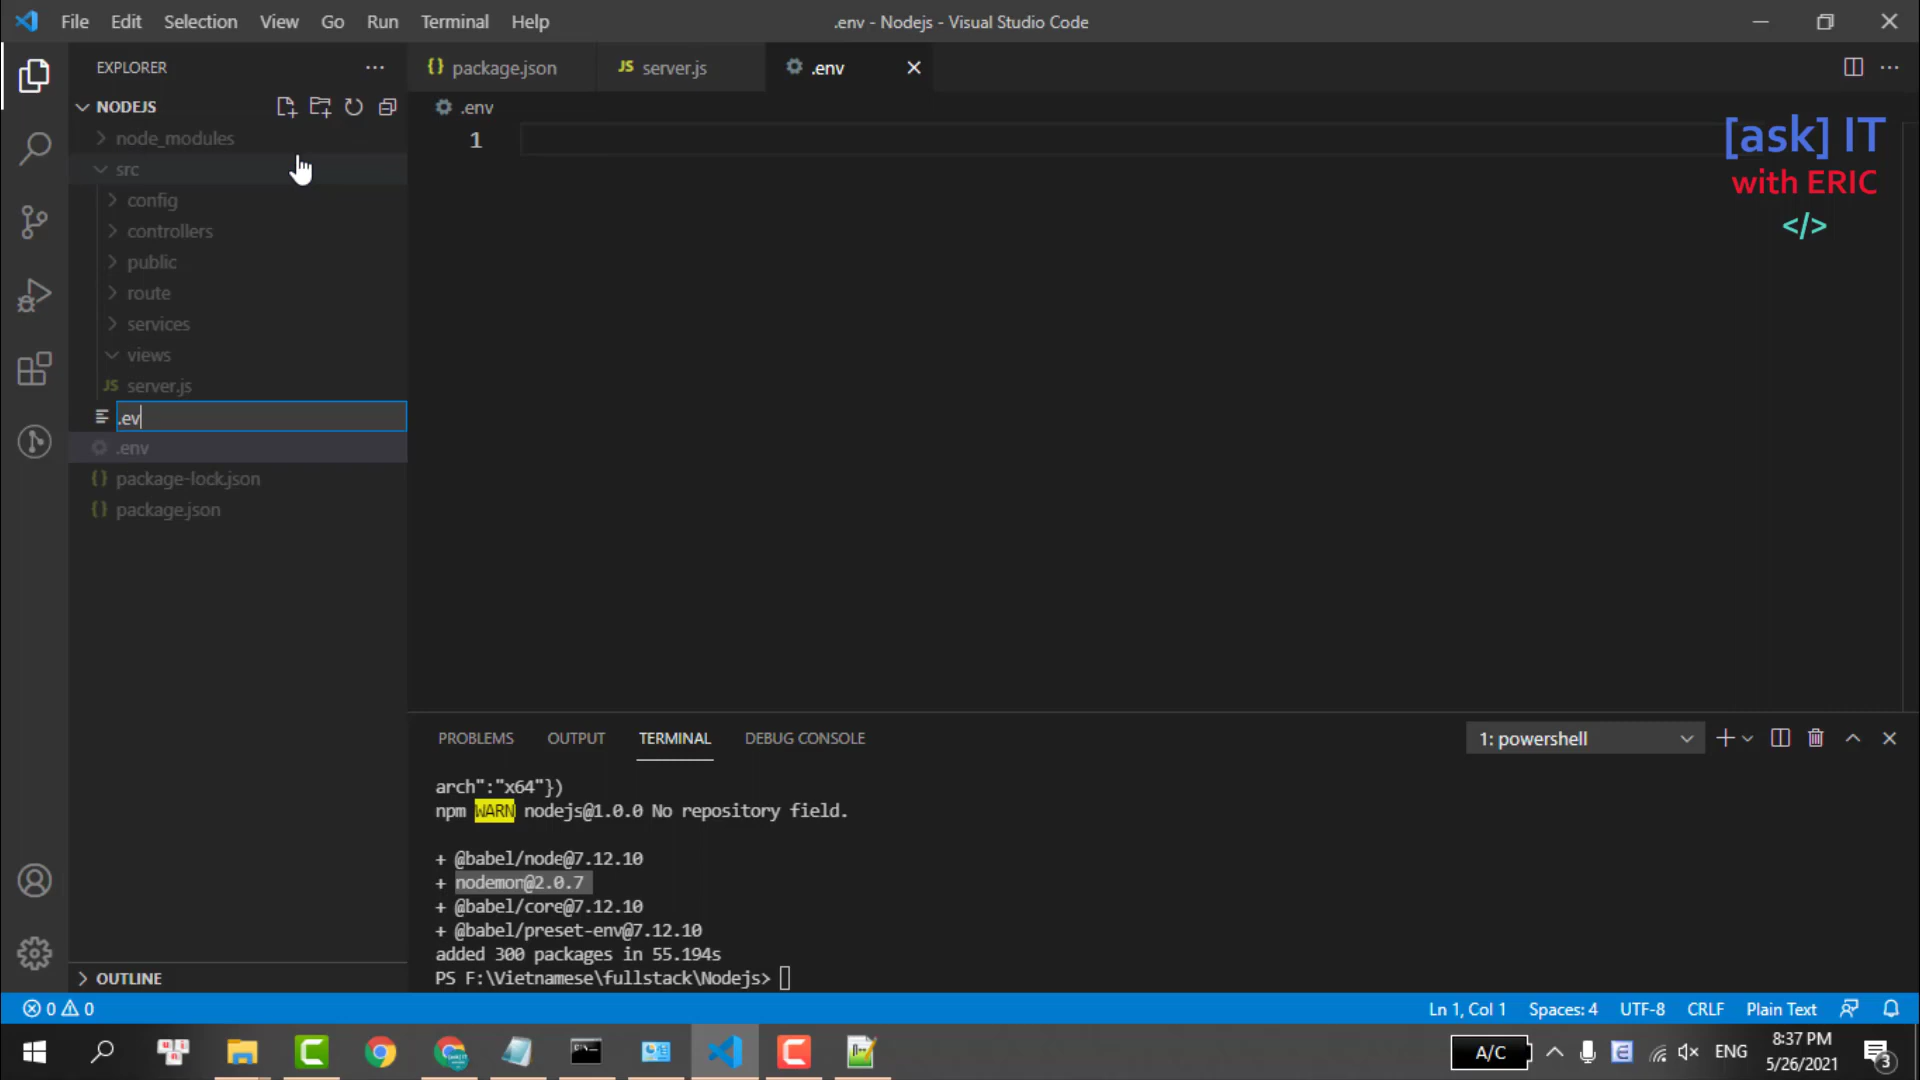 File Edit Selection View Go Run Terminal Help
.env - Nodejs - Visual Studio Code
EXPLORER
package.json
JS server.js
.env
NODEJS
.env
node_modules
1
[ask] IT
src
with ERIC
config
</>
controllers
public
route
services
views
JS server.js
.ev
.env
{} package-lock.json
{} package.json
PROBLEMS OUTPUT TERMINAL DEBUG CONSOLE
1: powershell
arch":"x64"})
npm WARN nodejs@1.0.0 No repository field.
+ @babel/node@7.12.10
+ nodemon@2.0.7
+ @babel/core@7.12.10
+ @babel/preset-env@7.12.10
added 300 packages in 55.194s
PS F:\Vietnamese\fullstack\Nodejs>
OUTLINE
0 0
Ln 1, Col 1 Spaces: 4 UTF-8 CRLF Plain Text
A/C
ENG
8:37 PM
5/26/2021
3